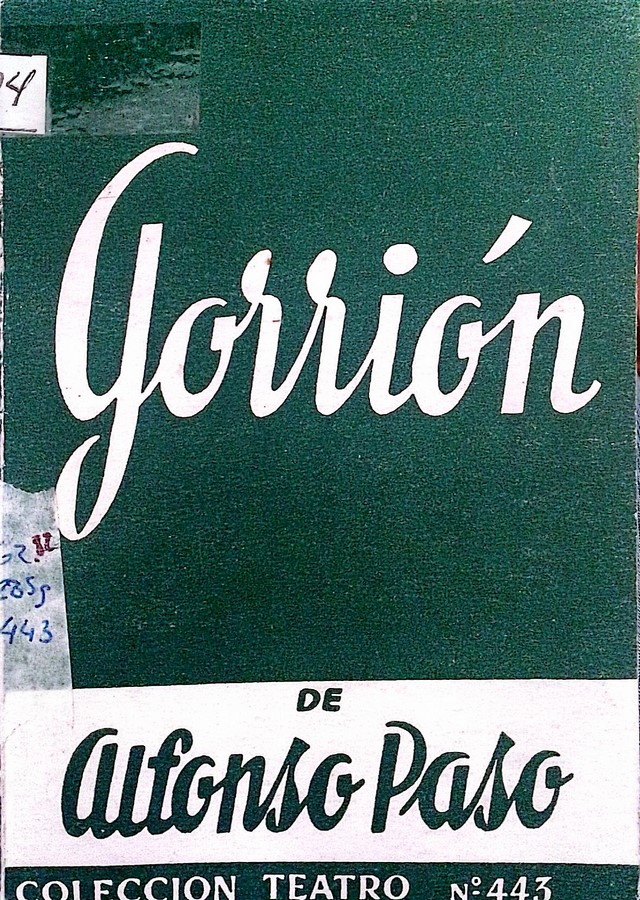 Gorrión
443
DE
Alfonso Paso
COLECCION TEATRO Nº 443